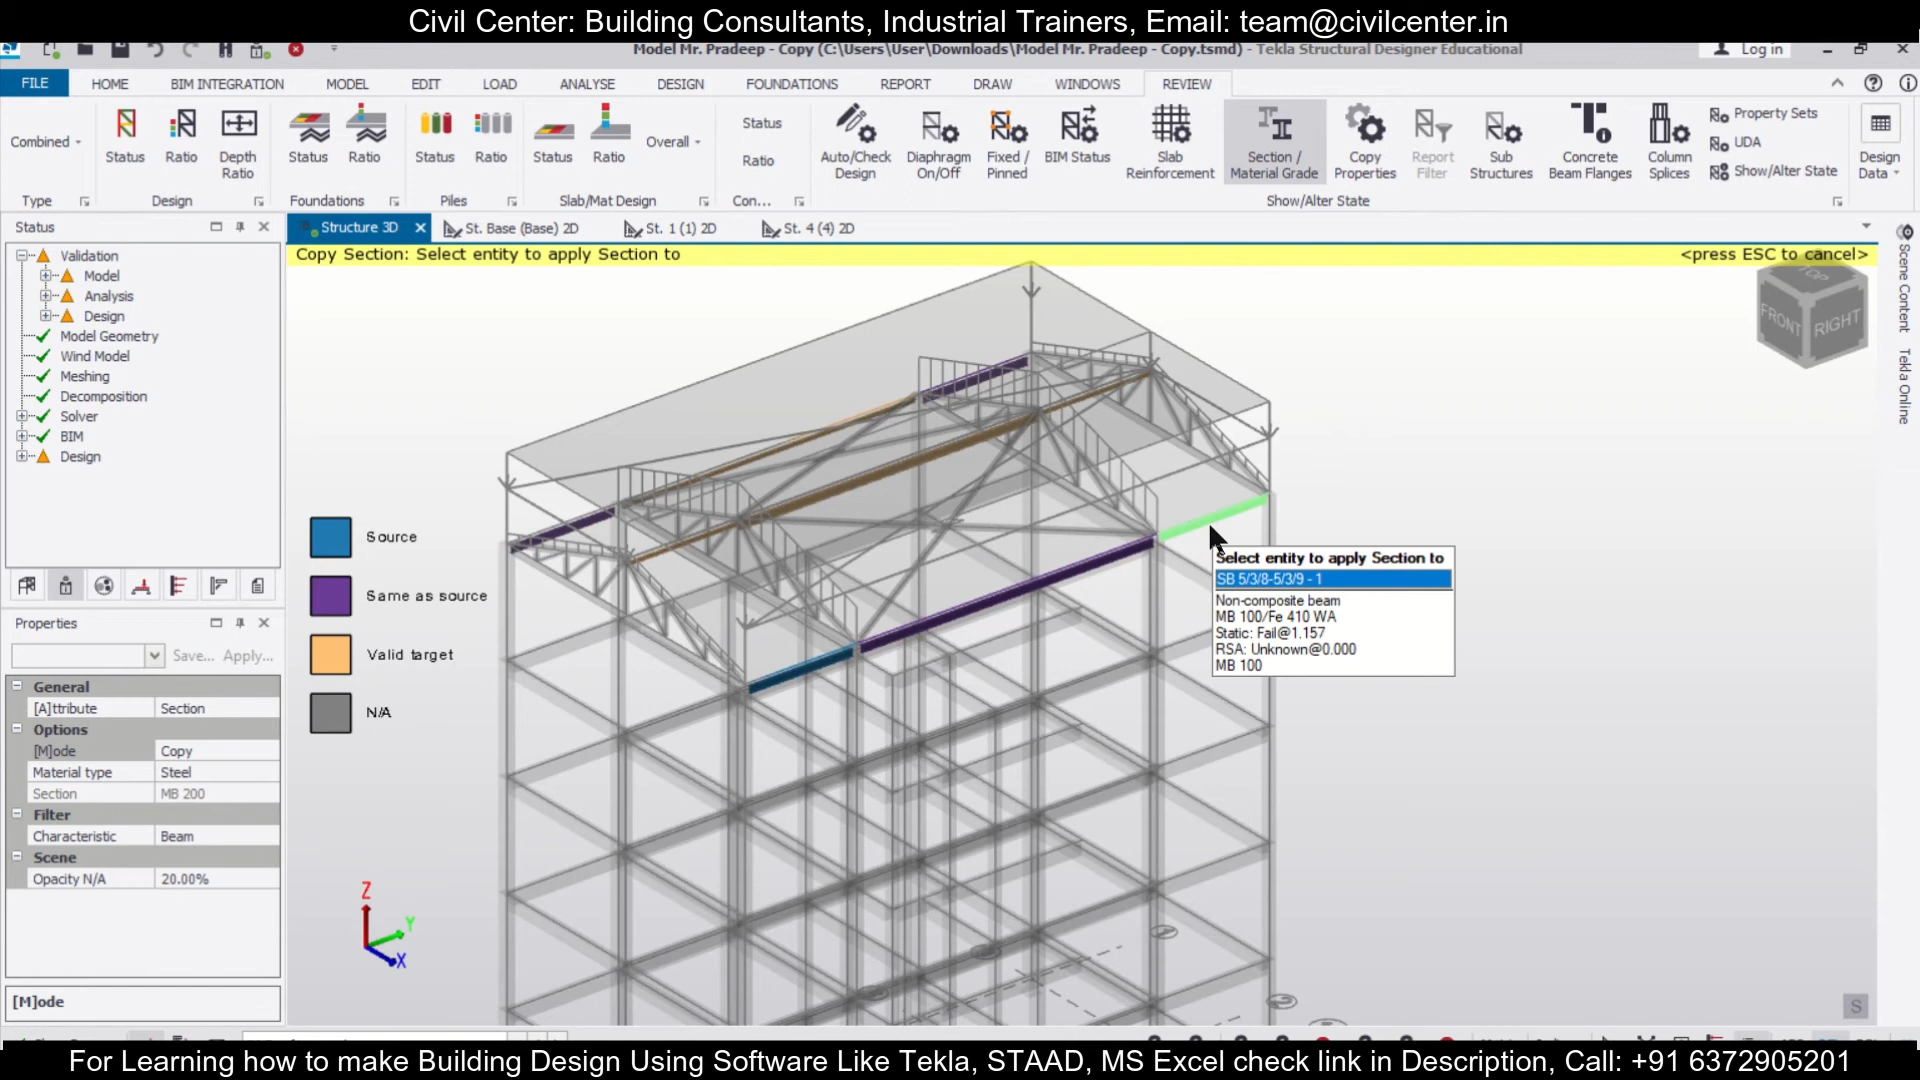 Civil Center: Building Consultants, Industrial Trainers, Email: team@civilcenter.in
Model Mr. Pradeep - Copy (C:\Users\User\Downloads\Model Mr. Pradeep - Copy.tsmd) - Tekla Structural Designer Educational
Log in
FILE HOME BIM INTEGRATION MODEL EDIT LOAD ANALYSE DESIGN FOUNDATIONS REPORT DRAW WINDOWS REVIEW
Combined
Status Ratio Depth Ratio
Status Ratio
Status Ratio
Status Ratio Overall
Status
Ratio
Auto/Check Design
Diaphragm On/Off
Fixed / Pinned
BIM Status
Slab Reinforcement
Section / Material Grade
Copy Properties
Report Filter
Sub Structures
Concrete Beam Flanges
Column Splices
Property Sets
UDA
Show/Alter State
Design Data
Type Design Foundations Piles Slab/Mat Design Con... Show/Alter State
Status
Structure 3D St. Base (Base) 2D St. 1 (1) 2D St. 4 (4) 2D
Copy Section: Select entity to apply Section to <press ESC to cancel>
Validation
Model
Analysis
Design
Model Geometry
Wind Model
Meshing
Decomposition
Solver
BIM
Design
Properties
Save... Apply...
General
[A]ttribute Section
Options
[M]ode Copy
Material type Steel
Section MB 200
Filter
Characteristic Beam
Scene
Opacity N/A 20.00%
[M]ode
Source
Same as source
Valid target
N/A
Z
Y
X
TOP
FRONT
RIGHT
Scene Content
Tekla Online
Select entity to apply Section to
SB 5/3/8-5/3/9 - 1
Non-composite beam
MB 100/Fe 410 WA
Static: Fail@1.157
RSA: Unknown@0.000
MB 100
S
For Learning how to make Building Design Using Software Like Tekla, STAAD, MS Excel check link in Description, Call: +91 6372905201